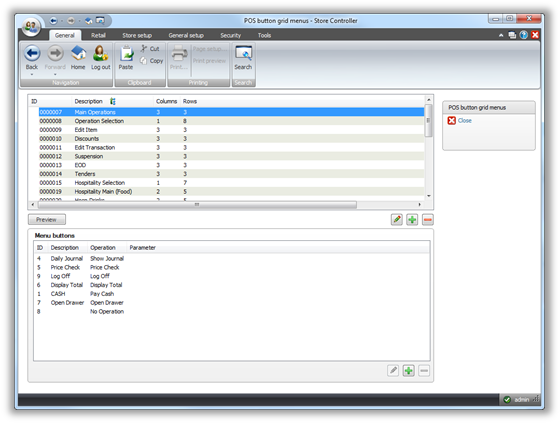 POS button grid menus - Store Controller
General Retail Store setup General setup Security Tools
Back Forward Home Log out Paste Cut Copy Print... Page setup... Print preview Search
Navigation Clipboard Printing Search
ID Description Columns Rows
0000007 Main Operations 3 3
0000008 Operation Selection 1 8
0000009 Edit Item 3 3
0000010 Discounts 3 3
0000011 Edit Transaction 3 3
0000012 Suspension 3 3
0000013 EOD 3 3
0000014 Tenders 3 3
0000015 Hospitality Selection 1 7
0000019 Hospitality Main (Food) 2 5
POS button grid menus
Close
Preview
Menu buttons
ID Description Operation Parameter
4 Daily Journal Show Journal
5 Price Check Price Check
9 Log Off Log Off
6 Display Total Display Total
1 CASH Pay Cash
7 Open Drawer Open Drawer
8 No Operation
admin